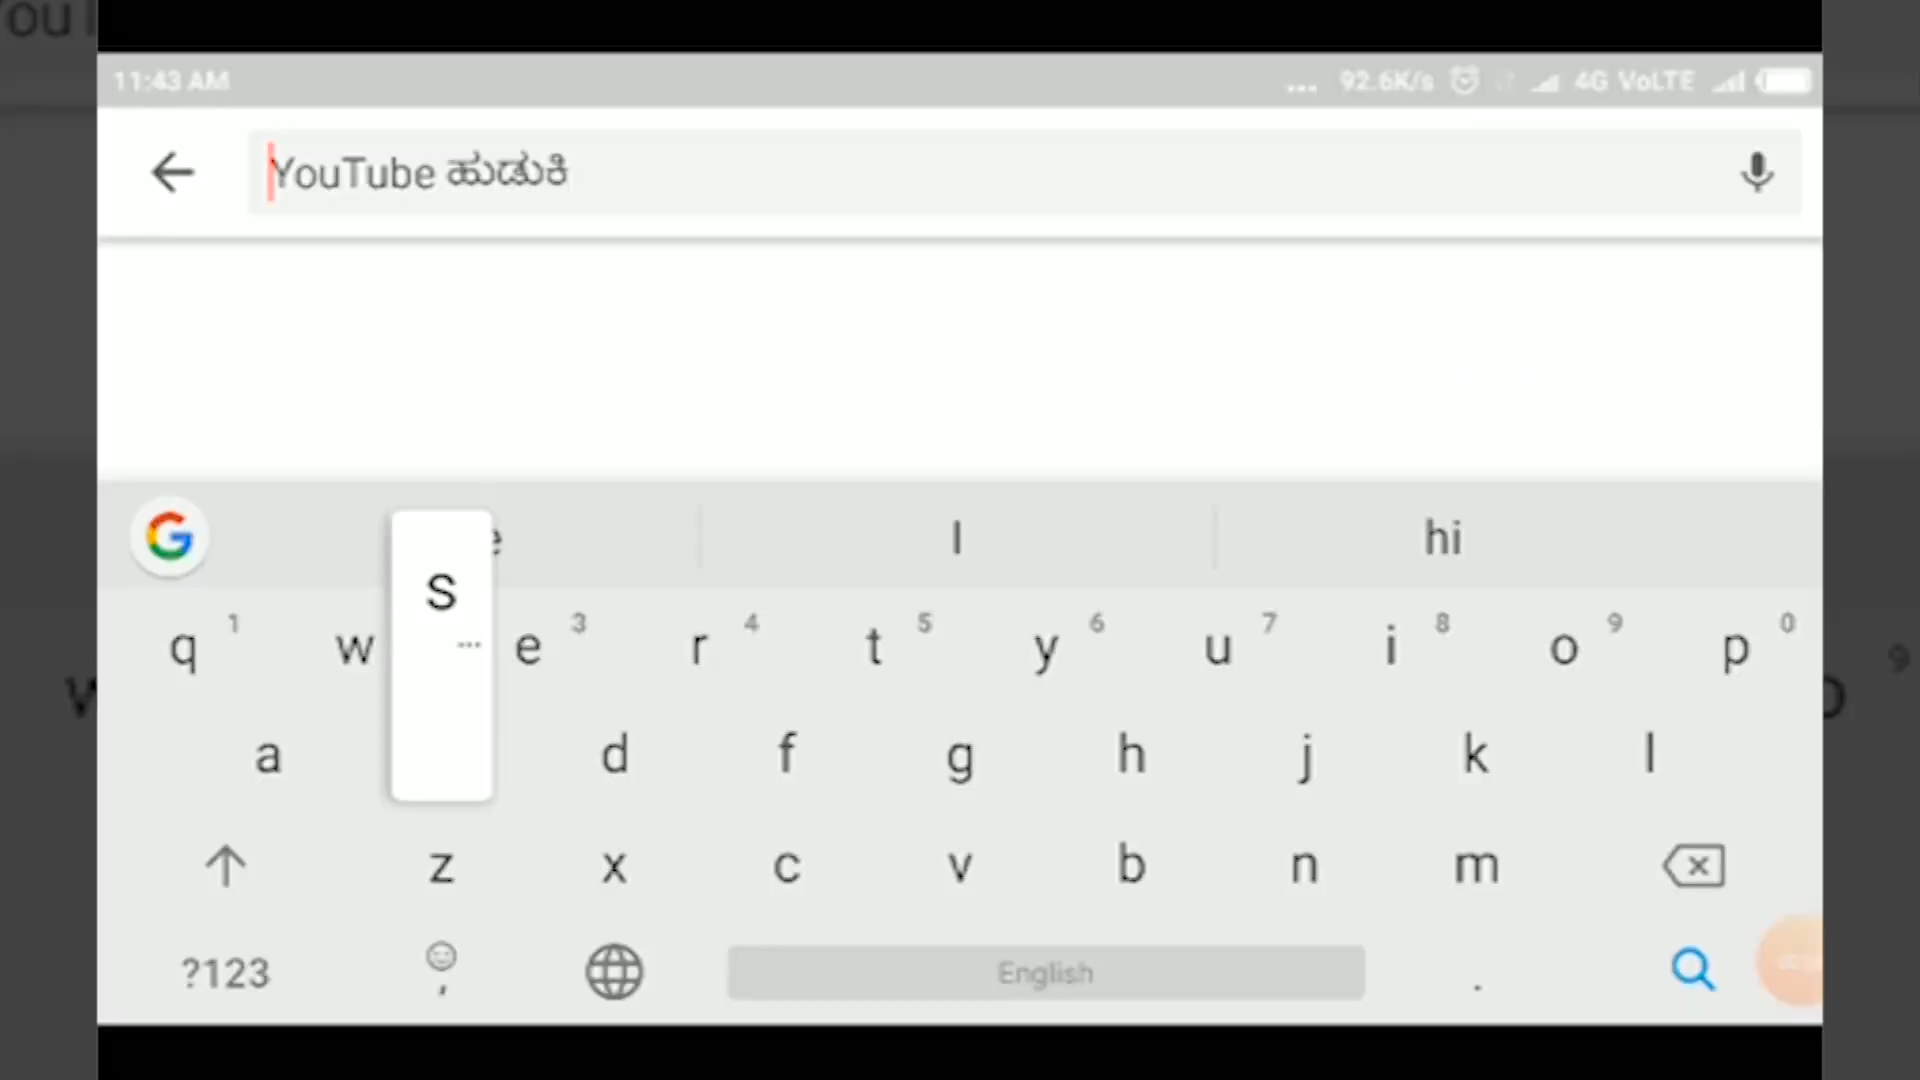 11:43 AM ... 92.6K/s 4G VoLTE
YouTube ಹುಡುಕಿ
I hi
q 1 w e 3 r 4 t 5 y 6 u 7 i 8 o 9 p 0
S
a d f g h j k l
z x c v b n m
?123 , English .